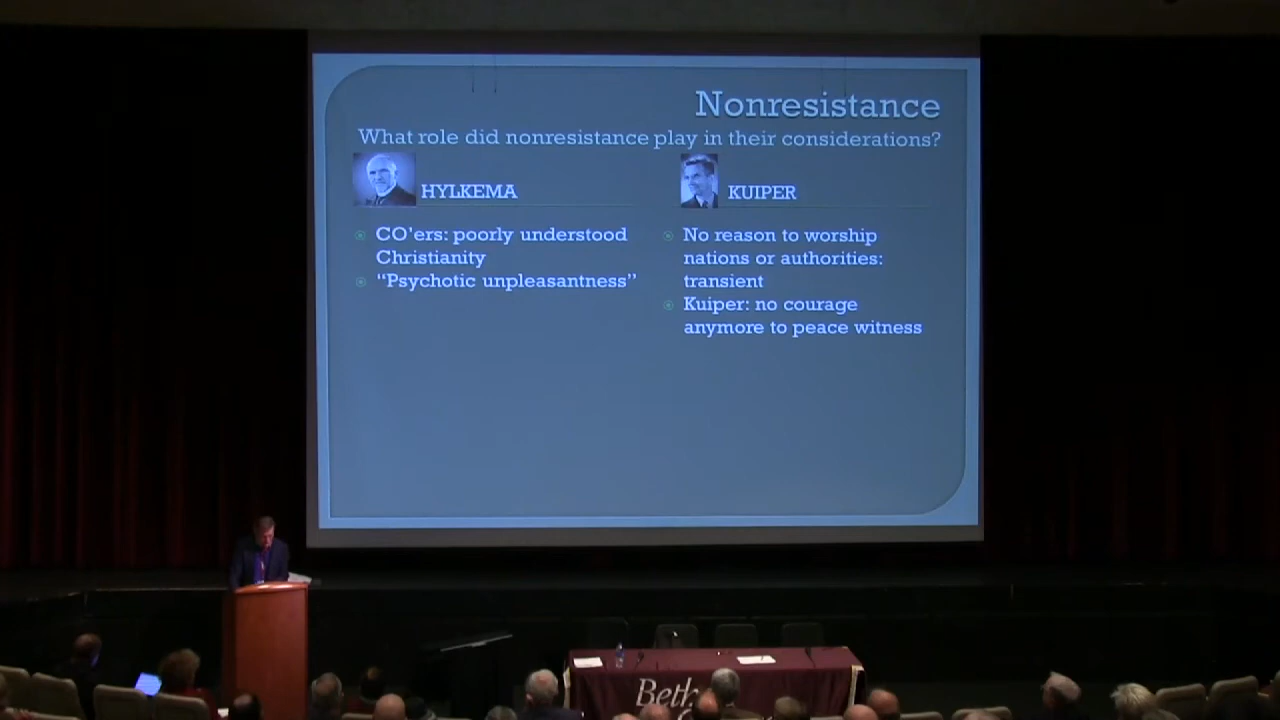 Nonresistance
What role did nonresistance play in their considerations?
HYLKEMA
CO'ers: poorly understood
Christianity
“Psychotic unpleasantness”
KUIPER
No reason to worship
nations or authorities:
transient
Kuiper: no courage
anymore to peace witness